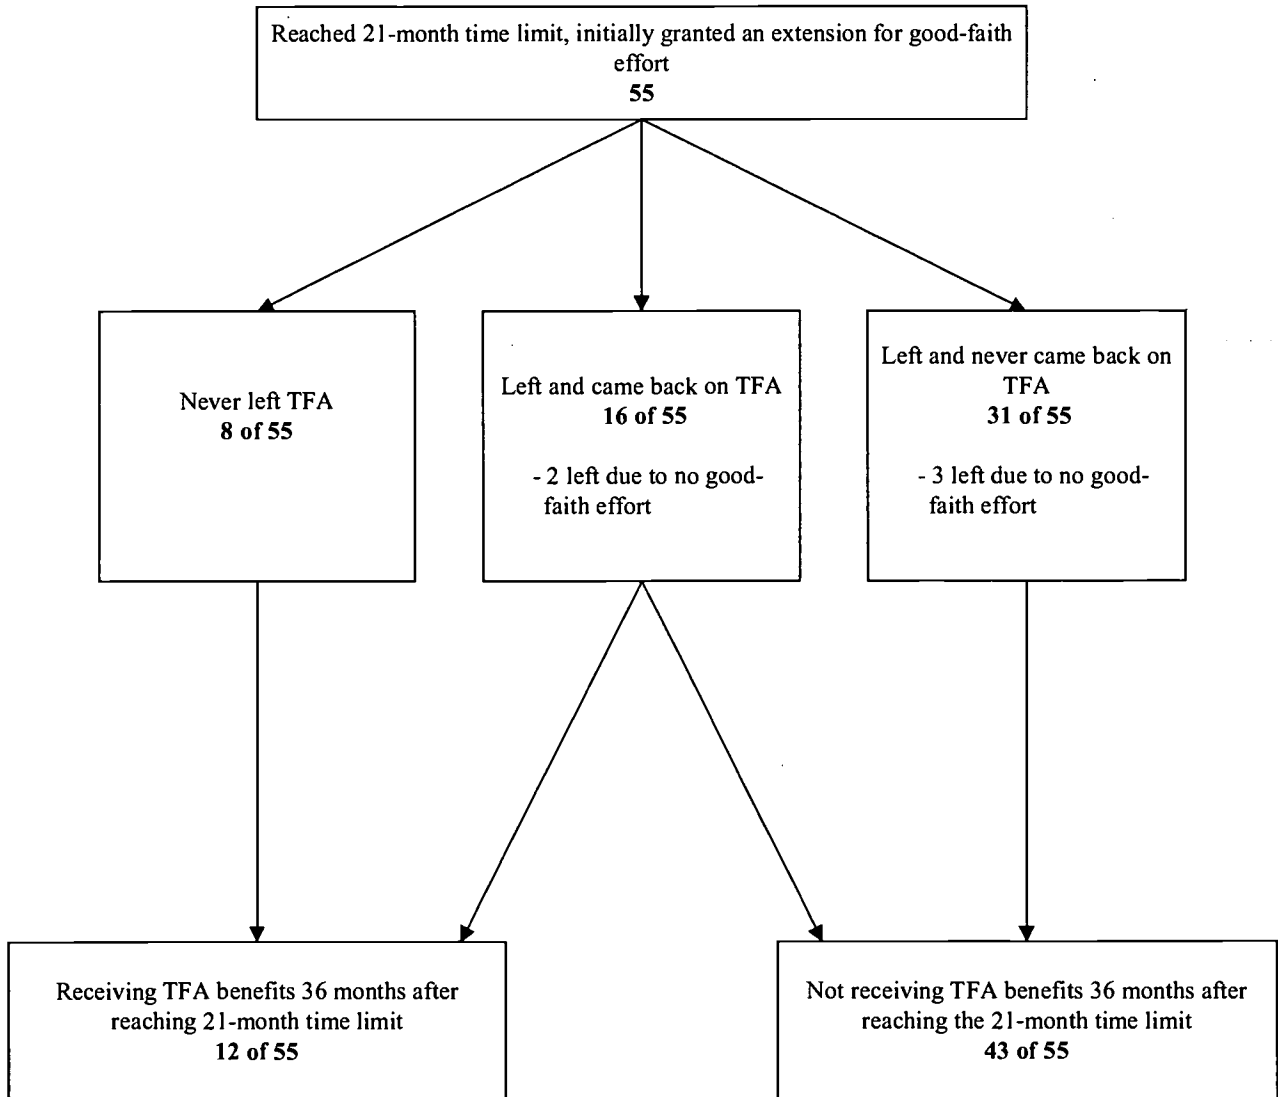 Reached 21-month time limit, initially granted an extension for good-faith
effort
55
Never left TFA
8 of 55
Left and came back on TFA
16 of 55
- 2 left due to no good-
faith effort
Left and never came back on
TFA
31 of 55
- 3 left due to no good-
faith effort
Receiving TFA benefits 36 months after
reaching 21-month time limit
12 of 55
Not receiving TFA benefits 36 months after
reaching the 21-month time limit
43 of 55